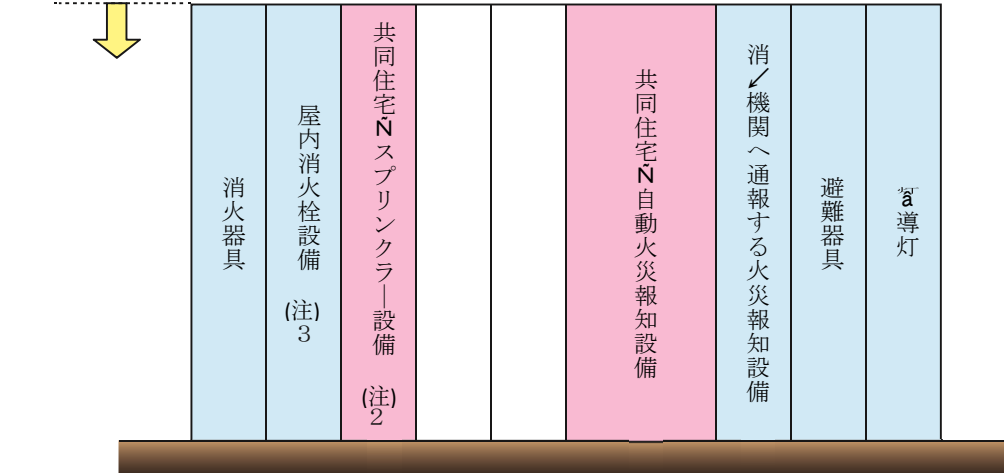 消火器具
屋内消火栓設備 (注)3
共同住宅Ñスプリンクラ―設備 (注)2
共同住宅Ñ自動火災報知設備
消↙機関へ通報する火災報知設備
避難器具
â導灯